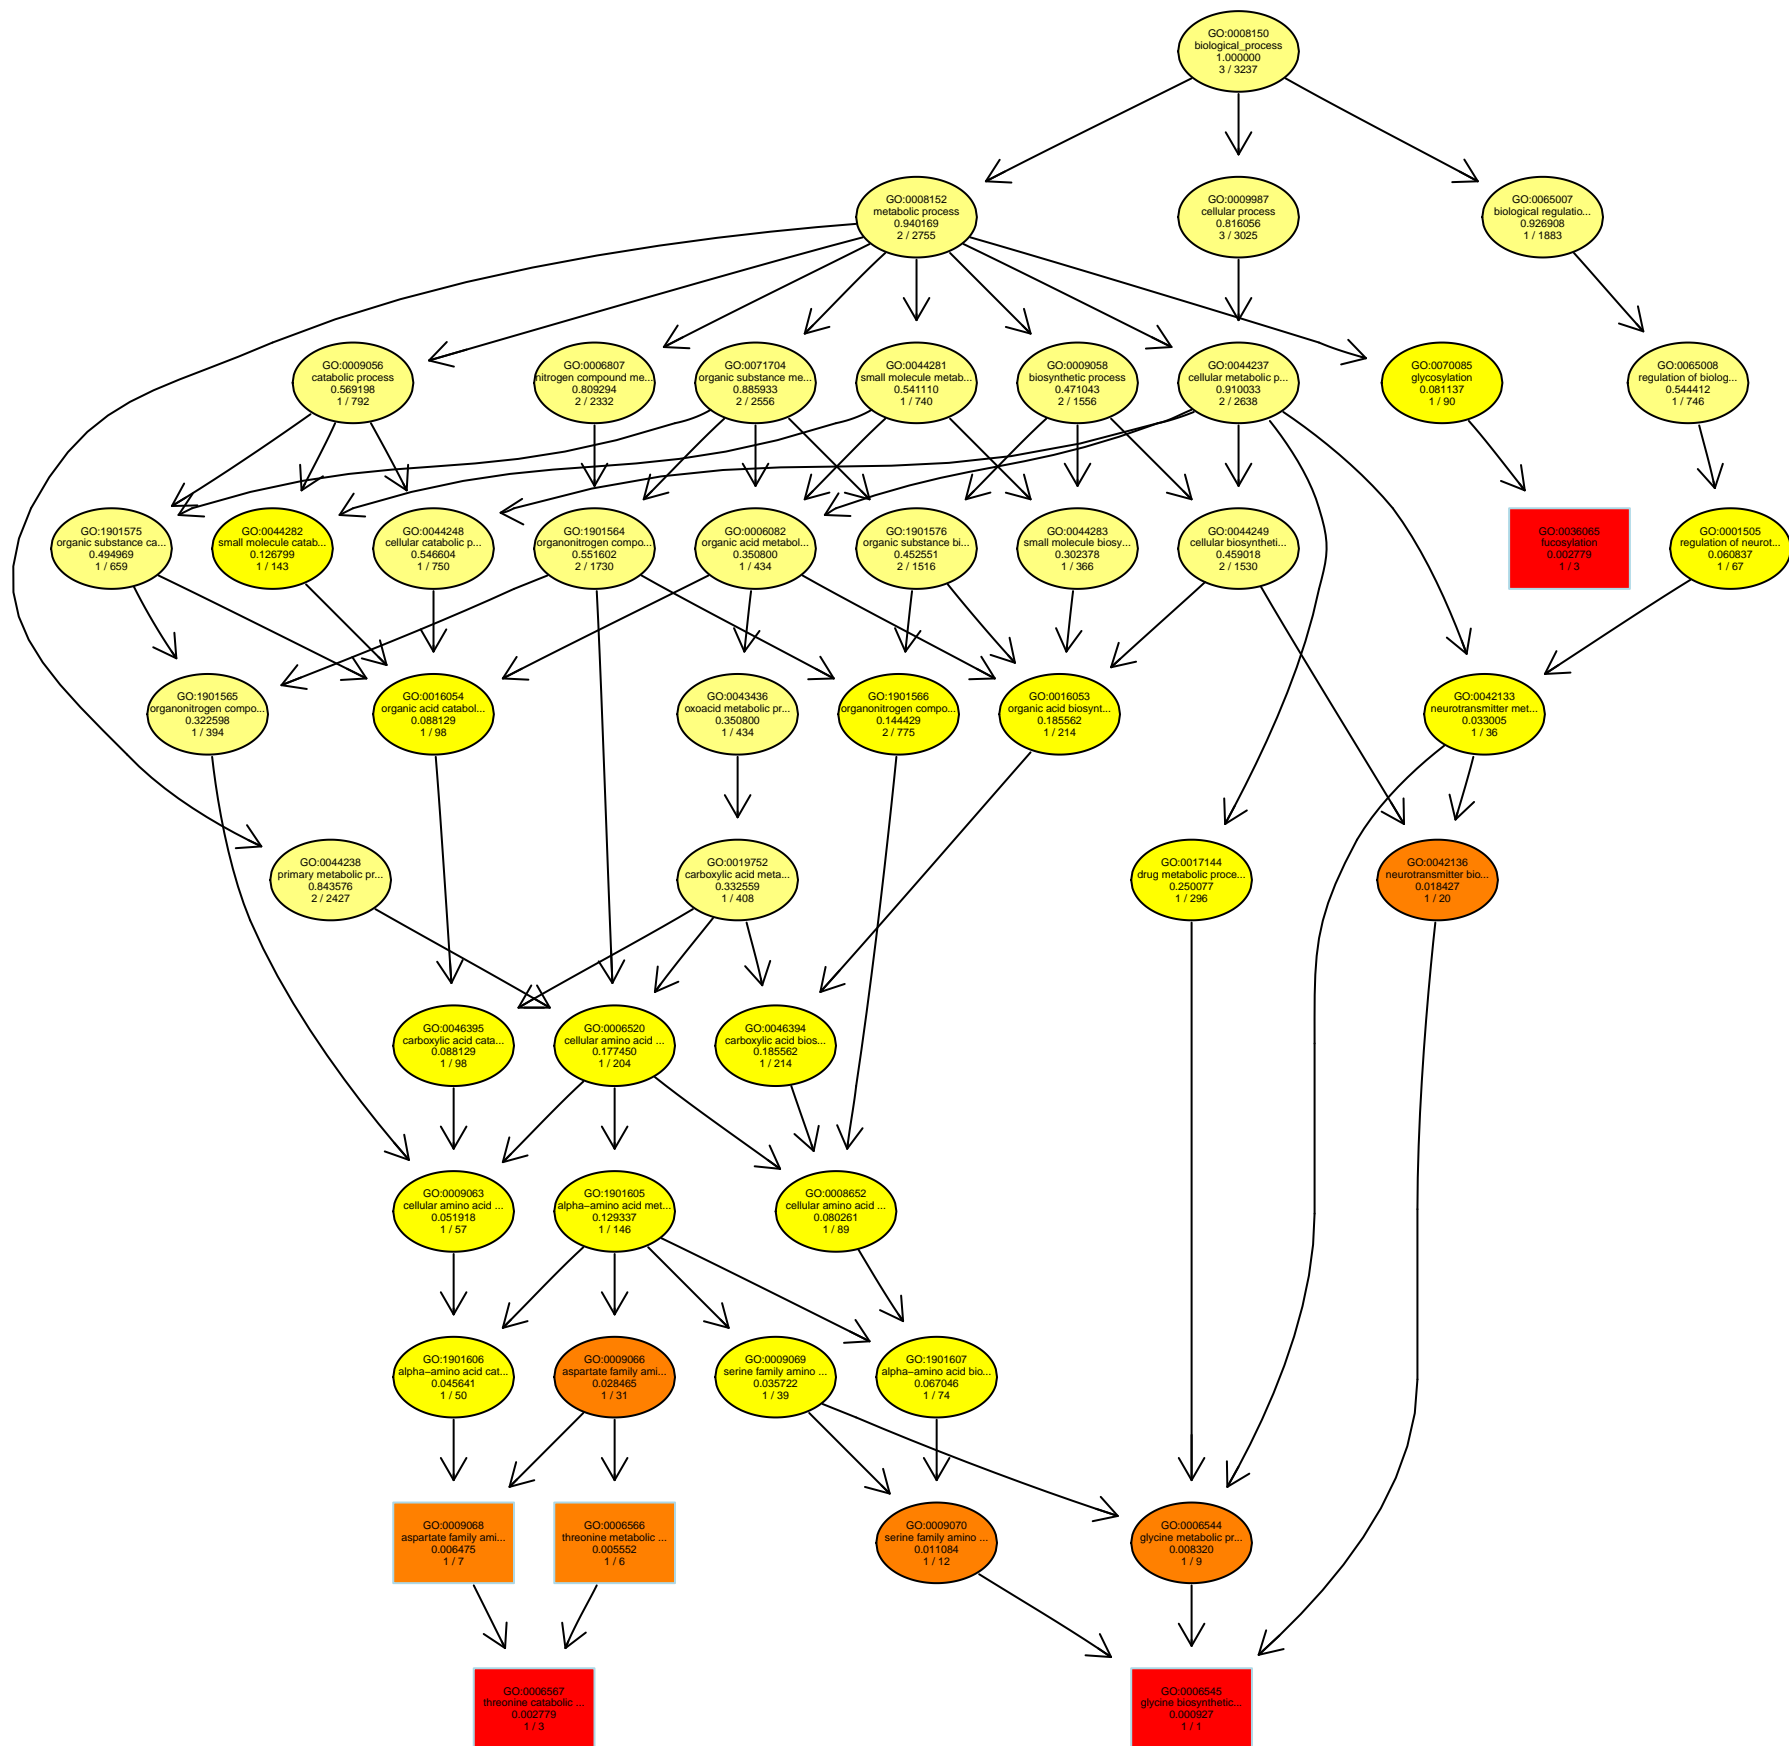 GO:0008150
biological_process
1.000000
3 / 3237
GO:0008152
metabolic process
0.940169
2 / 2755
GO:0009987
cellular process
0.816056
3 / 3025
GO:0065007
biological regulatio...
0.926908
1 / 1883
GO:0009056
catabolic process
0.569198
1 / 792
GO:0006807
nitrogen compound me...
0.809294
2 / 2332
GO:0071704
organic substance me...
0.885933
2 / 2556
GO:0044281
small molecule metab...
0.541110
1 / 740
GO:0009058
biosynthetic process
0.471043
2 / 1556
GO:0044237
cellular metabolic p...
0.910033
2 / 2638
GO:0070085
glycosylation
0.081137
1 / 90
GO:0065008
regulation of biolog...
0.544412
1 / 746
GO:1901575
organic substance ca...
0.494969
1 / 659
GO:0044282
small molecule catab...
0.126799
1 / 143
GO:0044248
cellular catabolic p...
0.546604
1 / 750
GO:1901564
organonitrogen compo...
0.551602
2 / 1730
GO:0006082
organic acid metabol...
0.350800
1 / 434
GO:1901576
organic substance bi...
0.452551
2 / 1516
GO:0044283
small molecule biosy...
0.302378
1 / 366
GO:0044249
cellular biosyntheti...
0.459018
2 / 1530
GO:0036065
fucosylation
0.002779
1 / 3
GO:0001505
regulation of neurot...
0.060837
1 / 67
GO:1901565
organonitrogen compo...
0.322598
1 / 394
GO:0016054
organic acid catabol...
0.088129
1 / 98
GO:0043436
oxoacid metabolic pr...
0.350800
1 / 434
GO:1901566
organonitrogen compo...
0.144429
2 / 775
GO:0016053
organic acid biosynt...
0.185562
1 / 214
GO:0042133
neurotransmitter met...
0.033005
1 / 36
GO:0044238
primary metabolic pr...
0.843576
2 / 2427
GO:0019752
carboxylic acid meta...
0.332559
1 / 408
GO:0017144
drug metabolic proce...
0.250077
1 / 296
GO:0042136
neurotransmitter bio...
0.018427
1 / 20
GO:0046395
carboxylic acid cata...
0.088129
1 / 98
GO:0006520
cellular amino acid ...
0.177450
1 / 204
GO:0046394
carboxylic acid bios...
0.185562
1 / 214
GO:0009063
cellular amino acid ...
0.051918
1 / 57
GO:1901605
alpha−amino acid met...
0.129337
1 / 146
GO:0008652
cellular amino acid ...
0.080261
1 / 89
GO:1901606
alpha−amino acid cat...
0.045641
1 / 50
GO:0009066
aspartate family ami...
0.028465
1 / 31
GO:0009069
serine family amino ...
0.035722
1 / 39
GO:1901607
alpha−amino acid bio...
0.067046
1 / 74
GO:0009068
aspartate family ami...
0.006475
1 / 7
GO:0006566
threonine metabolic ...
0.005552
1 / 6
GO:0009070
serine family amino ...
0.011084
1 / 12
GO:0006544
glycine metabolic pr...
0.008320
1 / 9
GO:0006567
threonine catabolic ...
0.002779
1 / 3
GO:0006545
glycine biosynthetic...
0.000927
1 / 1